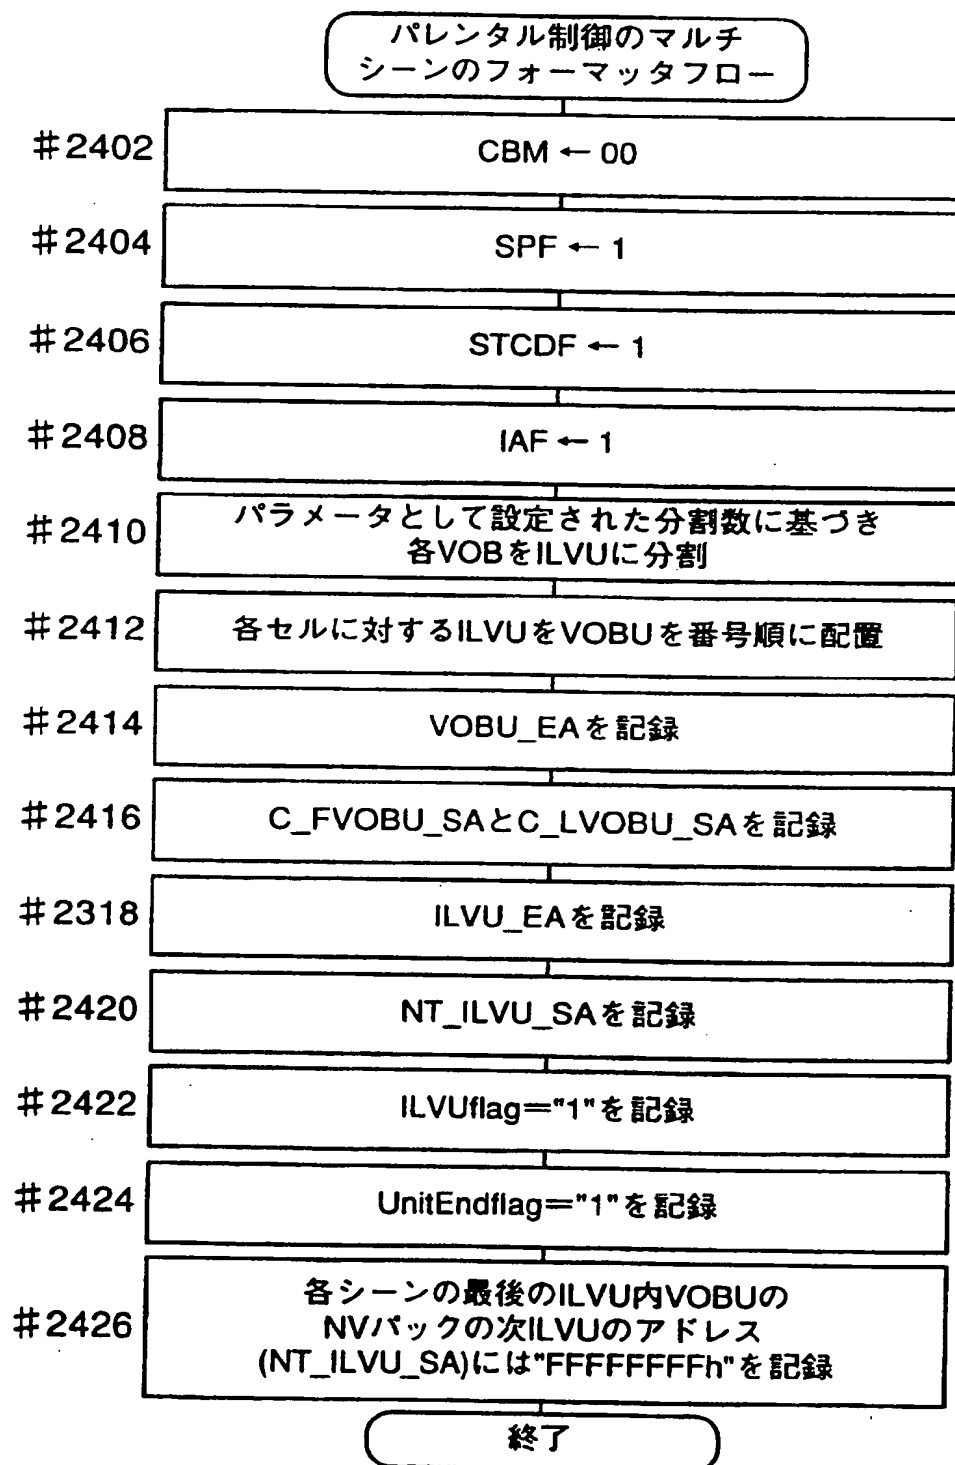 パレンタル制御のマルチ
シーンのフォーマッタフロー
#2402
CBM ← 00
#2404
SPF ← 1
#2406
STCDF ← 1
#2408
IAF ← 1
#2410
パラメータとして設定された分割数に基づき
各VOBをILVUに分割
#2412
各セルに対するILVUをVOBUを番号順に配置
#2414
VOBU_EAを記録
#2416
C_FVOBU_SAとC_LVOBU_SAを記録
#2318
ILVU_EAを記録
#2420
NT_ILVU_SAを記録
#2422
ILVUflag="1"を記録
#2424
UnitEndflag="1"を記録
#2426
各シーンの最後のILVU内VOBUの
NVパックの次ILVUのアドレス
(NT_ILVU_SA)には"FFFFFFFFh"を記録
終了